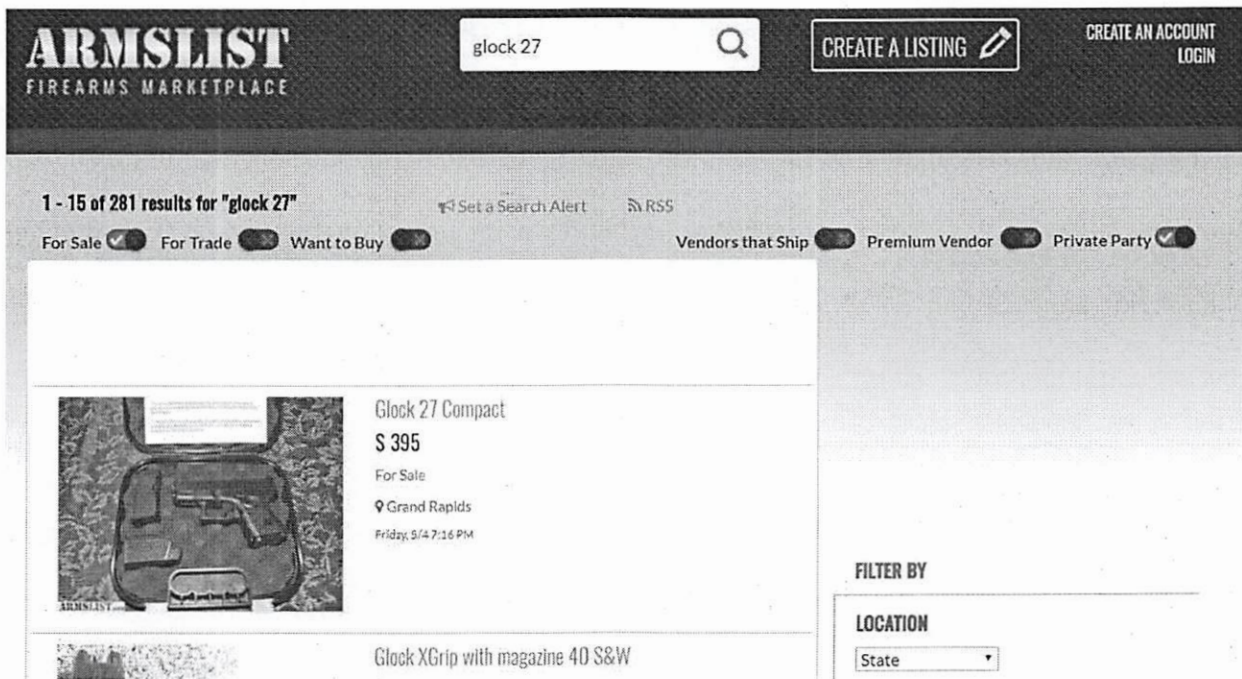 ARMSLIST
FIREARMS MARKETPLACE
glock 27
CREATE A LISTING
CREATE AN ACCOUNT
LOGIN
1 - 15 of 281 results for "glock 27"
Set a Search Alert
RSS
For Sale For Trade Want to Buy
Vendors that Ship Premium Vendor Private Party
Glock 27 Compact
$ 395
For Sale
Grand Rapids
Friday, 5/4 7:16 PM
ARMSLIST
FILTER BY
LOCATION
State
Glock XGrip with magazine 40 S&W